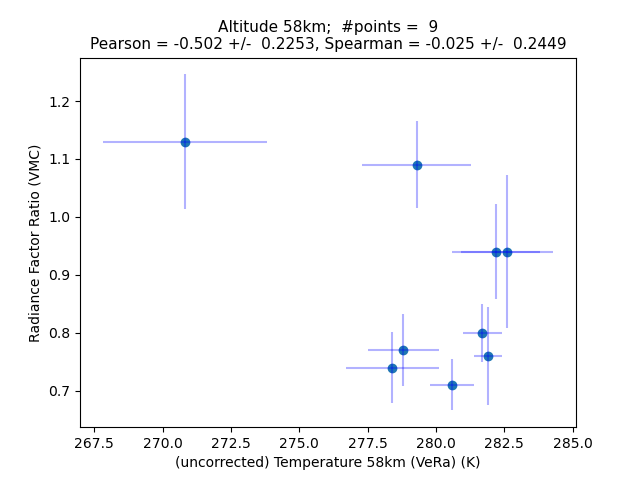 Altitude 58km;  #points =  9
Pearson = -0.502 +/-  0.2253, Spearman = -0.025 +/-  0.2449
1.2
1.1
1.0
0.9
0.8
0.7
Radiance Factor Ratio (VMC)
267.5 270.0 272.5 275.0 277.5 280.0 282.5 285.0
(uncorrected) Temperature 58km (VeRa) (K)